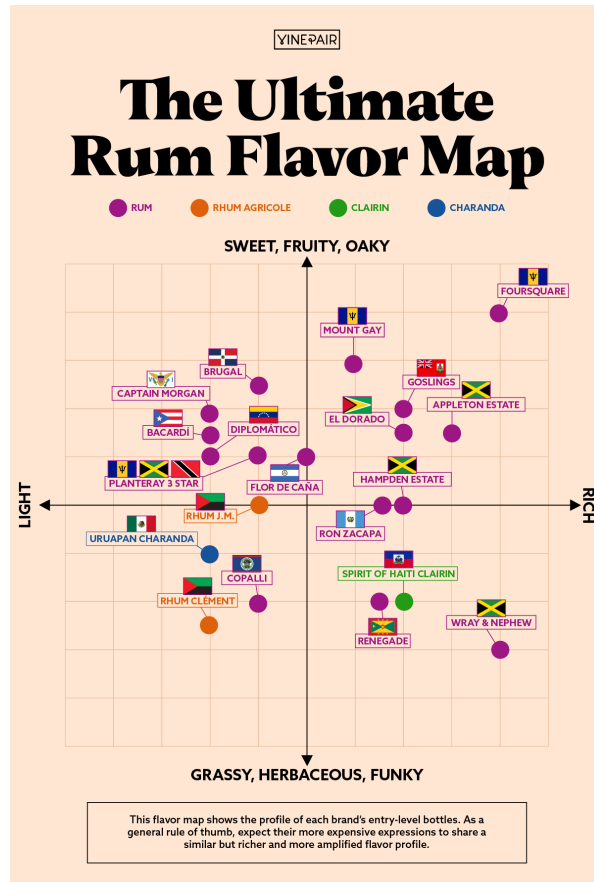 VINEPAIR
The Ultimate
Rum Flavor Map
RUM
RHUM AGRICOLE
CLAIRIN
CHARANDA
SWEET, FRUITY, OAKY
FOURSQUARE
MOUNT GAY
BRUGAL
GOSLINGS
CAPTAIN MORGAN
APPLETON ESTATE
EL DORADO
DIPLOMÁTICO
BACARDÍ
HAMPDEN ESTATE
PLANTERAY 3 STAR
FLOR DE CAÑA
LIGHT
RICH
RHUM J.M.
RON ZACAPA
URUAPAN CHARANDA
COPALLI
SPIRIT OF HAITI CLAIRIN
RHUM CLÉMENT
WRAY & NEPHEW
RENEGADE
GRASSY, HERBACEOUS, FUNKY
This flavor map shows the profile of each brand's entry-level bottles. As a
general rule of thumb, expect their more expensive expressions to share a
similar but richer and more amplified flavor profile.